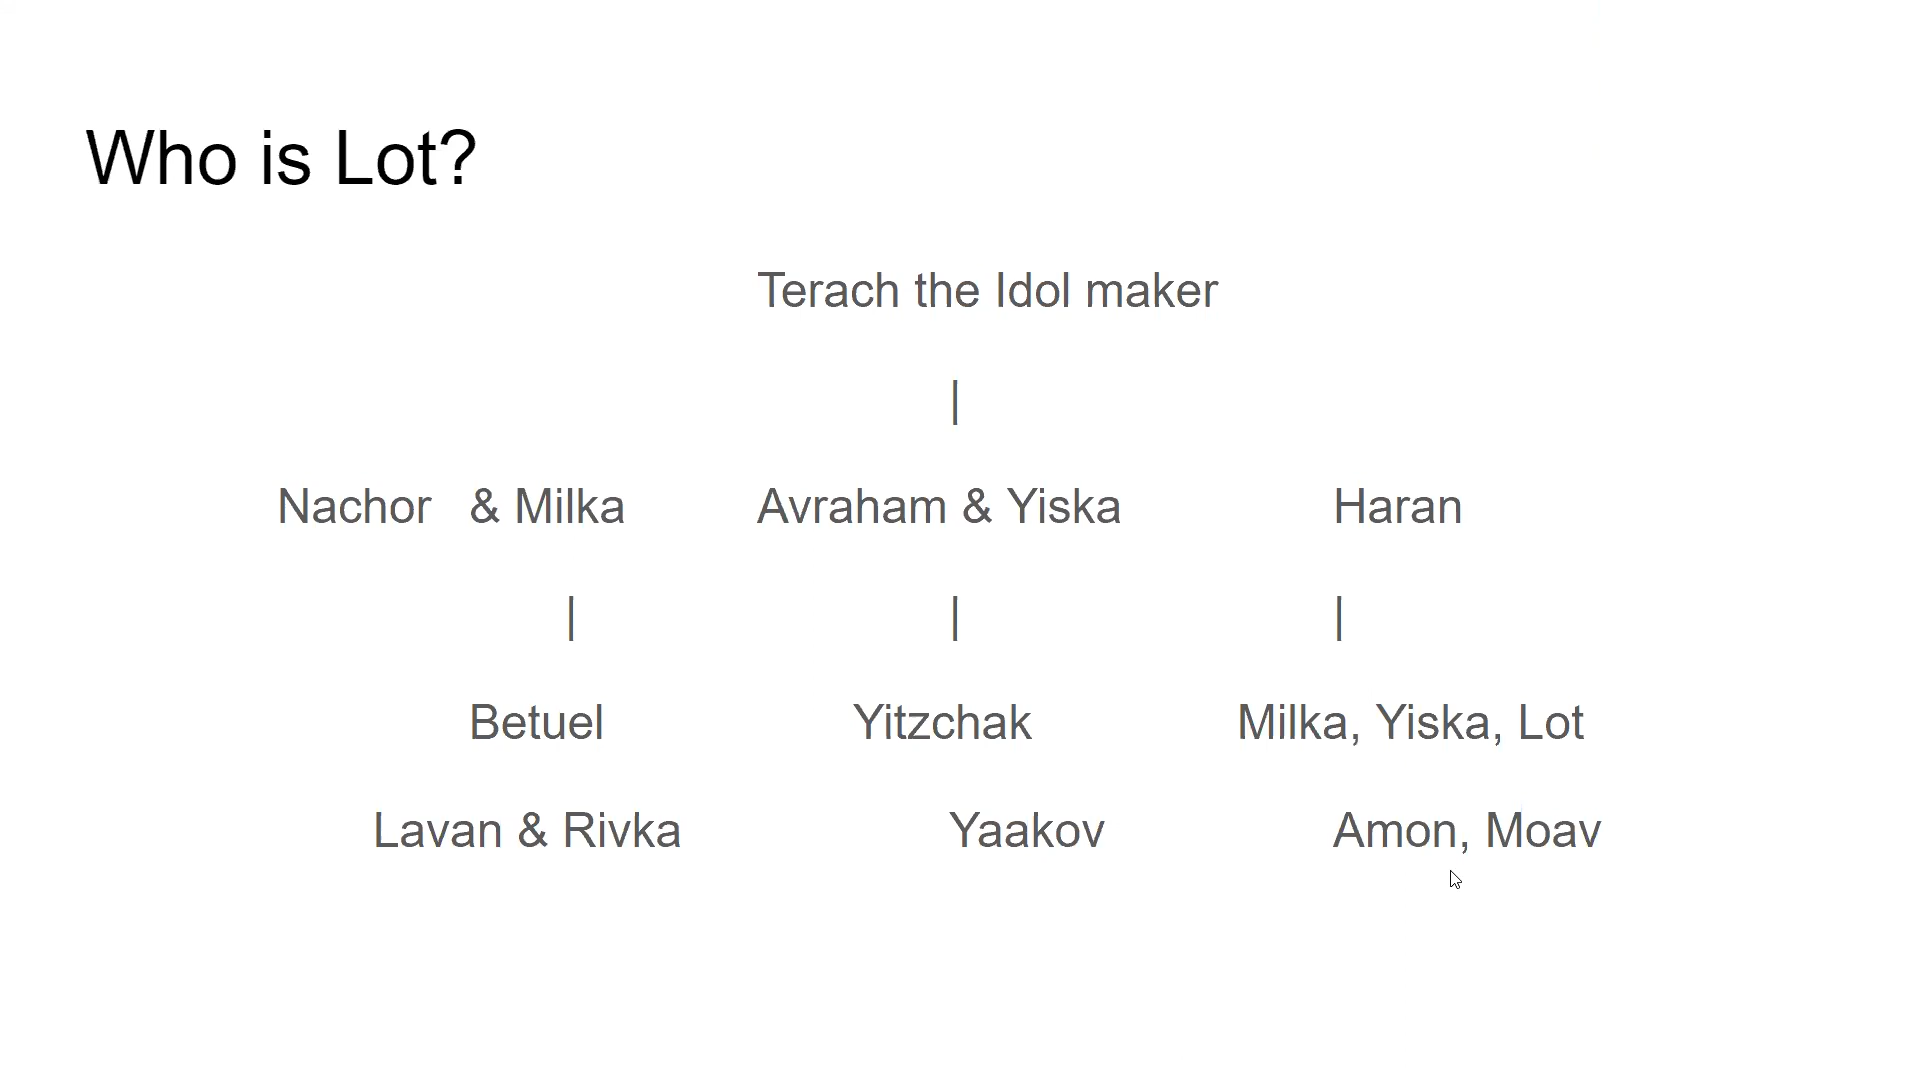 Who is Lot?
Terach the Idol maker
|
Nachor & Milka Avraham & Yiska Haran
| | |
Betuel Yitzchak Milka, Yiska, Lot
Lavan & Rivka Yaakov Amon, Moav